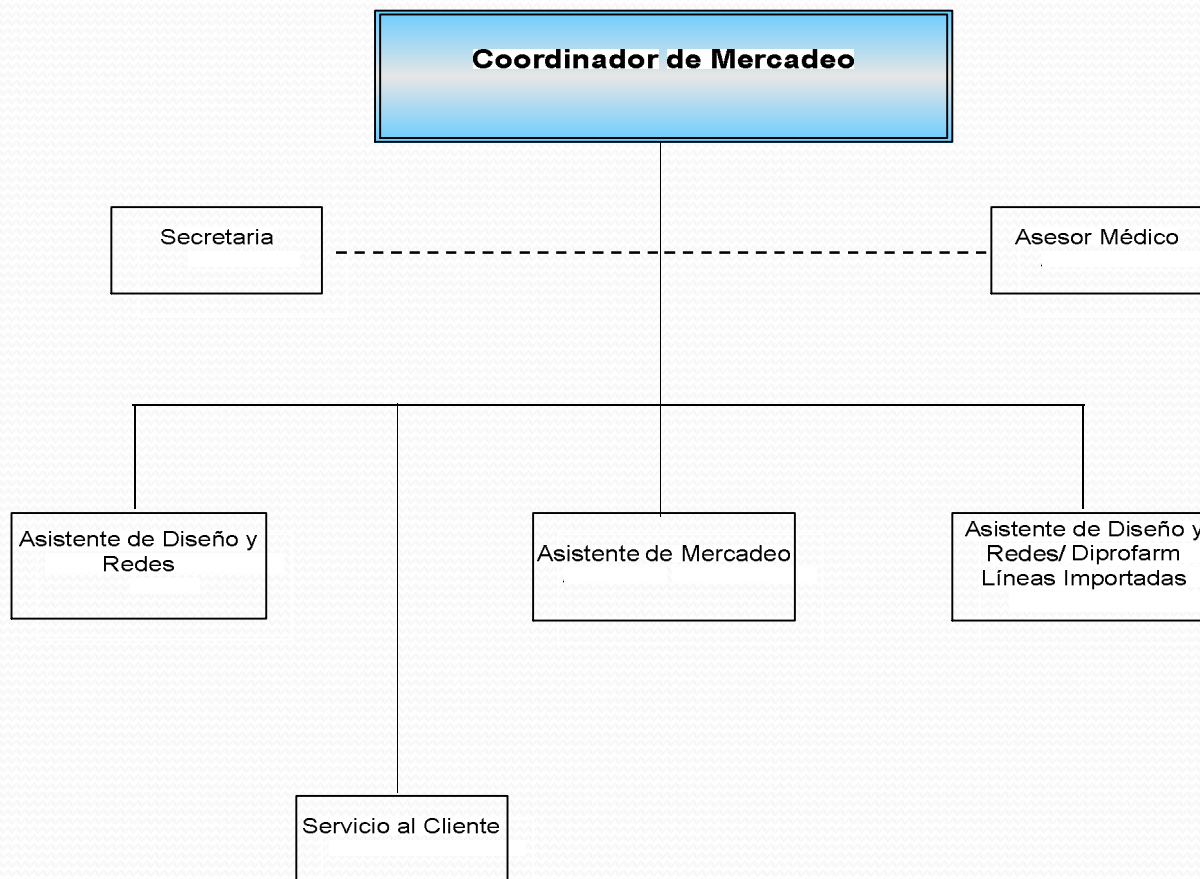 Coordinador de Mercadeo
Secretaria
Asesor Médico
.
Asistente de Diseño y
Redes
Asistente de Mercadeo
.
Asistente de Diseño y
Redes/ Diprofarm
Líneas Importadas
Servicio al Cliente